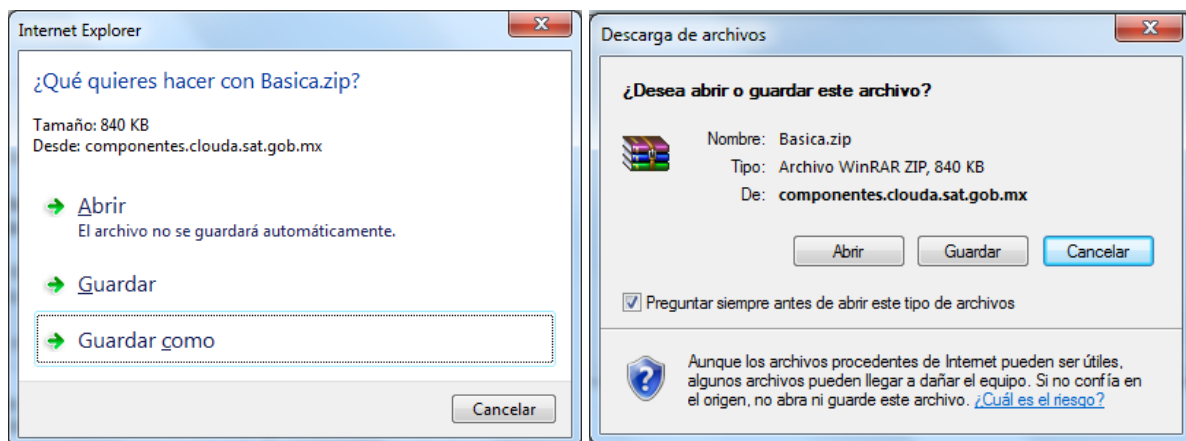 Internet Explorer
¿Qué quieres hacer con Basica.zip?
Tamaño: 840 KB
Desde: componentes.clouda.sat.gob.mx
Abrir
El archivo no se guardará automáticamente.
Guardar
Guardar como
Cancelar
Descarga de archivos
¿Desea abrir o guardar este archivo?
Nombre: Basica.zip
Tipo: Archivo WinRAR ZIP, 840 KB
De: componentes.clouda.sat.gob.mx
Abrir Guardar Cancelar
Preguntar siempre antes de abrir este tipo de archivos
Aunque los archivos procedentes de Internet pueden ser útiles,
algunos archivos pueden llegar a dañar el equipo. Si no confía en
el origen, no abra ni guarde este archivo. ¿Cuál es el riesgo?